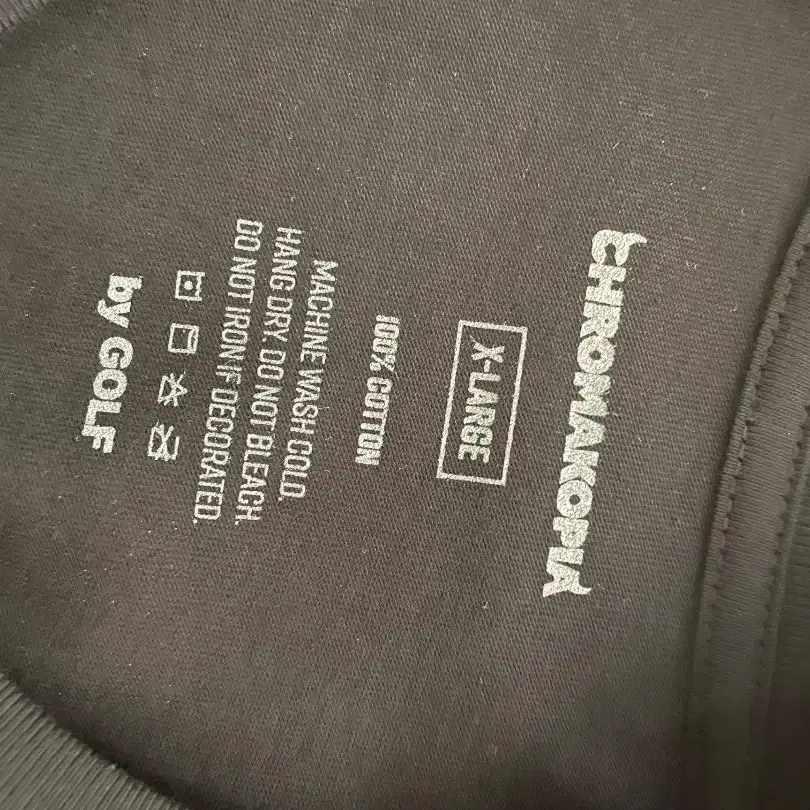 CHROMAKOPIA
X-LARGE
100% COTTON
MACHINE WASH COLD.
HANG DRY. DO NOT BLEACH.
DO NOT IRON IF DECORATED.
by GOLF